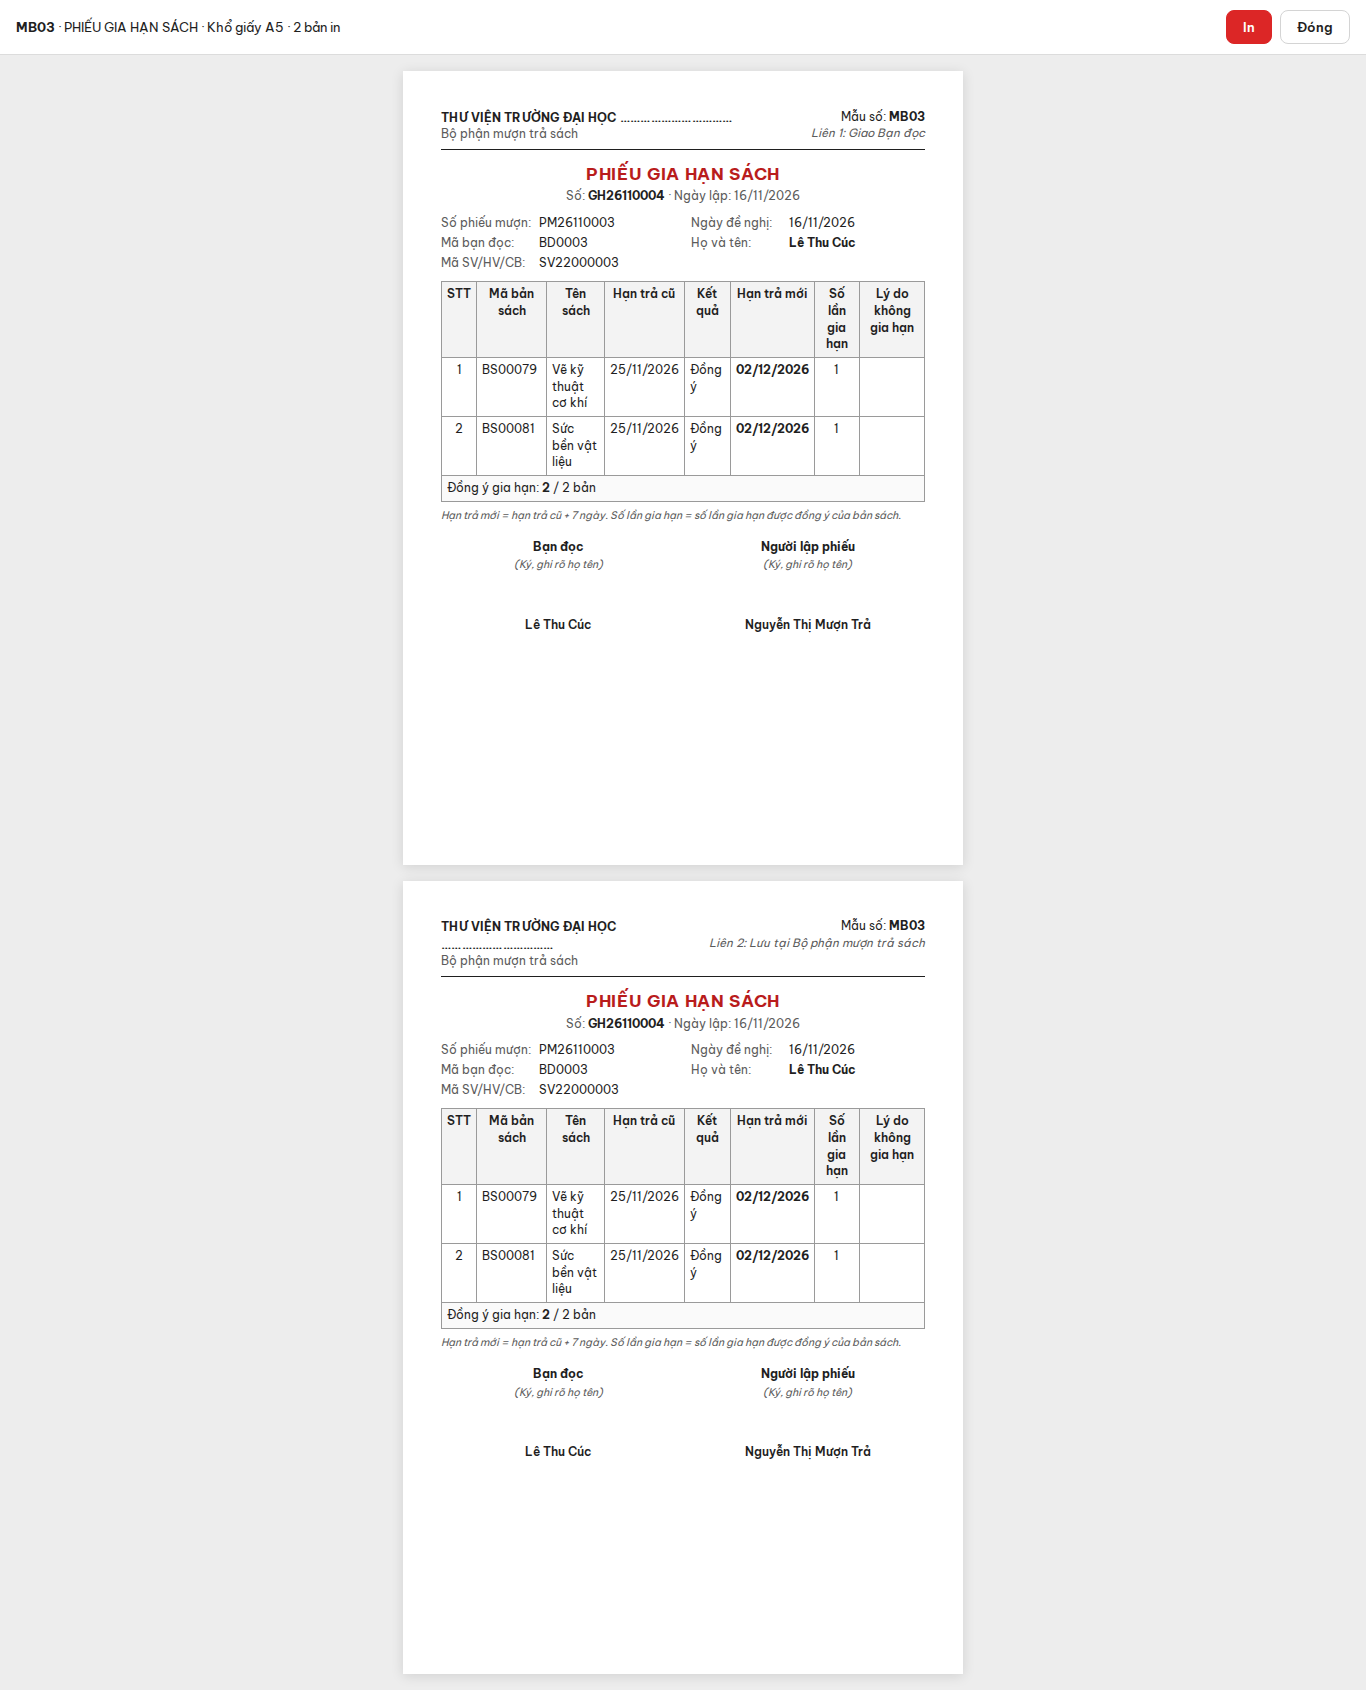 MB03 · PHIẾU GIA HẠN SÁCH · Khổ giấy A5 · 2 bản in
In
Đóng
THƯ VIỆN TRƯỜNG ĐẠI HỌC ……………………………
Mẫu số: MB03
Bộ phận mượn trả sách
Liên 1: Giao Bạn đọc
PHIẾU GIA HẠN SÁCH
Số: GH26110004 · Ngày lập: 16/11/2026
Số phiếu mượn: PM26110003 Ngày đề nghị: 16/11/2026
Mã bạn đọc: BD0003 Họ và tên: Lê Thu Cúc
Mã SV/HV/CB: SV22000003
STT Mã bản sách Tên sách Hạn trả cũ Kết quả Hạn trả mới Số lần gia hạn Lý do không gia hạn
1 BS00079 Vẽ kỹ thuật cơ khí 25/11/2026 Đồng ý 02/12/2026 1
2 BS00081 Sức bền vật liệu 25/11/2026 Đồng ý 02/12/2026 1
Đồng ý gia hạn: 2 / 2 bản
Hạn trả mới = hạn trả cũ + 7 ngày. Số lần gia hạn = số lần gia hạn được đồng ý của bản sách.
Bạn đọc Người lập phiếu
(Ký, ghi rõ họ tên) (Ký, ghi rõ họ tên)
Lê Thu Cúc Nguyễn Thị Mượn Trả
THƯ VIỆN TRƯỜNG ĐẠI HỌC
……………………………
Mẫu số: MB03
Bộ phận mượn trả sách
Liên 2: Lưu tại Bộ phận mượn trả sách
PHIẾU GIA HẠN SÁCH
Số: GH26110004 · Ngày lập: 16/11/2026
Số phiếu mượn: PM26110003 Ngày đề nghị: 16/11/2026
Mã bạn đọc: BD0003 Họ và tên: Lê Thu Cúc
Mã SV/HV/CB: SV22000003
STT Mã bản sách Tên sách Hạn trả cũ Kết quả Hạn trả mới Số lần gia hạn Lý do không gia hạn
1 BS00079 Vẽ kỹ thuật cơ khí 25/11/2026 Đồng ý 02/12/2026 1
2 BS00081 Sức bền vật liệu 25/11/2026 Đồng ý 02/12/2026 1
Đồng ý gia hạn: 2 / 2 bản
Hạn trả mới = hạn trả cũ + 7 ngày. Số lần gia hạn = số lần gia hạn được đồng ý của bản sách.
Bạn đọc Người lập phiếu
(Ký, ghi rõ họ tên) (Ký, ghi rõ họ tên)
Lê Thu Cúc Nguyễn Thị Mượn Trả